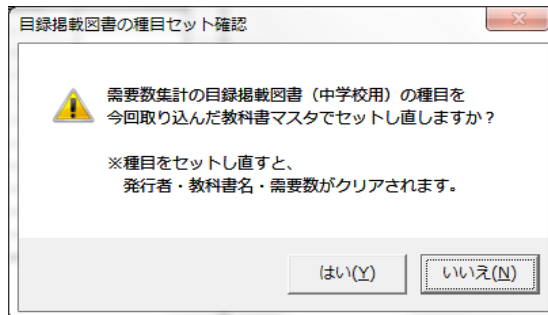 目録掲載図書の種目セット確認
需要数集計の目録掲載図書（中学校用）の種目を
今回取り込んだ教科書マスタでセットし直しますか？
※種目をセットし直すと、
発行者・教科書名・需要数がクリアされます。
はい(Y)
いいえ(N)